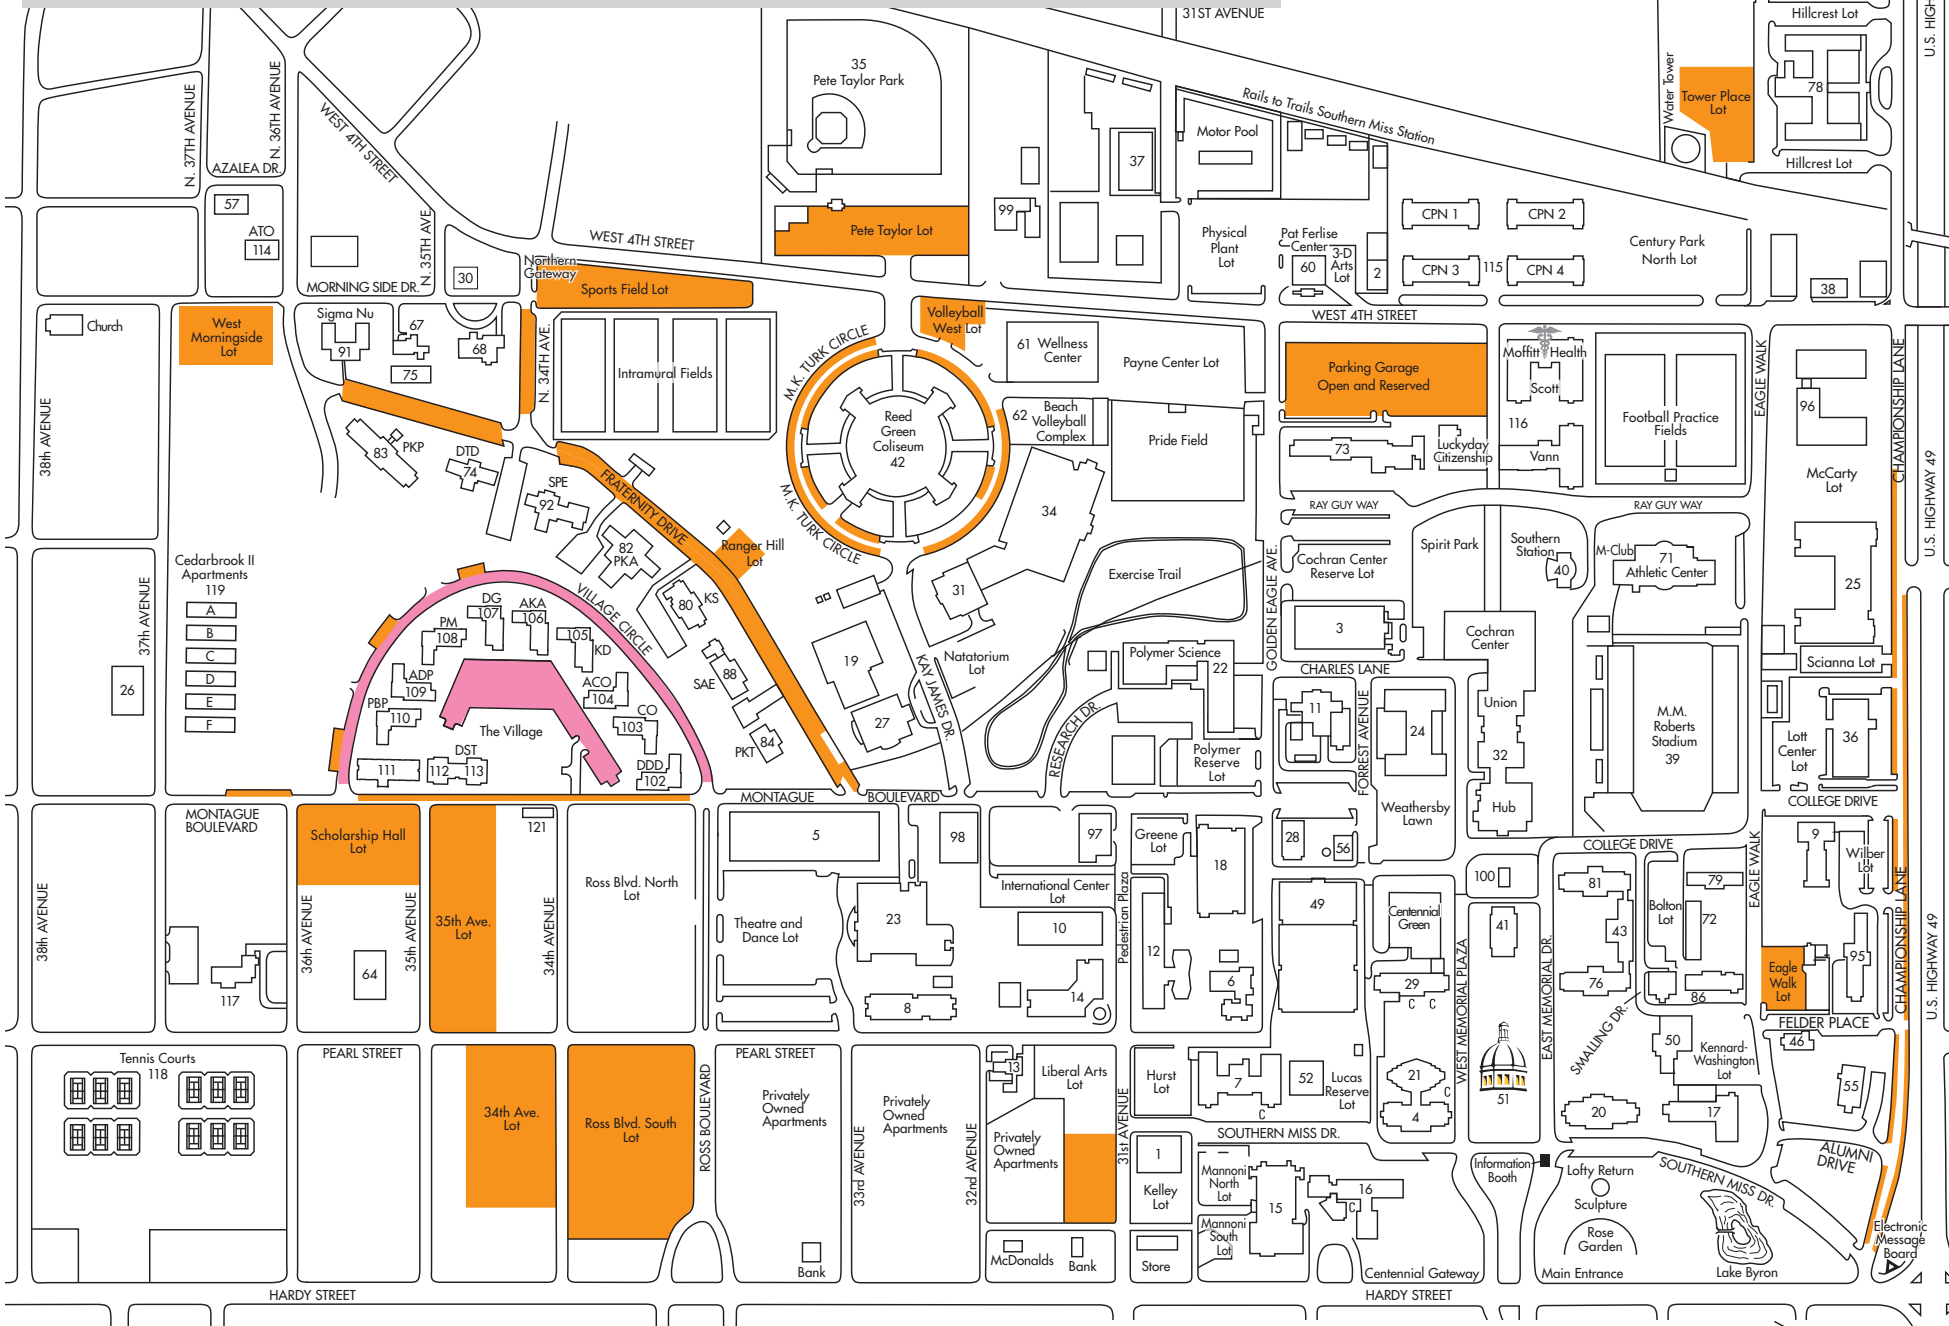 31ST AVENUE
Hillcrest Lot
U.S. HIGH
35
Pete Taylor Park
N. 37TH AVENUE
N. 36TH AVENUE
WEST 4TH STREET
AZALEA DR.
Rails to Trails Southern Miss Station
Motor Pool
37
Water Tower
Tower Place
Lot
78
Hillcrest Lot
57
ATO
114
N. 35TH AVE
30
MORNING SIDE DR.
WEST 4TH STREET
Northern
Gateway
Sports Field Lot
Pete Taylor Lot
99
Physical
Plant
Lot
Pat Ferlise
Center
60
3-D
Arts
Lot
2
CPN 1
CPN 2
CPN 3
115
CPN 4
Century Park
North Lot
38
WEST 4TH STREET
Church
West
Morningside
Lot
Sigma Nu
91
67
68
75
N. 34TH AVE.
Intramural Fields
M.K. TURK CIRCLE
Reed
Green
Coliseum
42
M.K. TURK CIRCLE
Volleyball
West Lot
61 Wellness
Center
Payne Center Lot
62
Beach
Volleyball
Complex
Pride Field
Parking Garage
Open and Reserved
Moffitt Health
Scott
116
Vann
Luckyday
Citizenship
73
Football Practice
Fields
EAGLE WALK
96
McCarty
Lot
CHAMPIONSHIP LANE
U.S. HIGHWAY 49
38th AVENUE
83
PKP
DTD
74
SPE
92
FRATERNITY DRIVE
82
PKA
Ranger Hill
Lot
34
RAY GUY WAY
RAY GUY WAY
Spirit Park
Southern
Station
40
M-Club
71
Athletic Center
25
Cochran Center
Reserve Lot
Exercise Trail
GOLDEN EAGLE AVE.
Cedarbrook II
Apartments
119
A
B
C
D
E
F
37th AVENUE
26
VILLAGE CIRCLE
DG
107
AKA
106
PM
108
105
KD
ADP
109
ACO
104
PBP
110
CO
103
The Village
DST
111
112
113
DDD
102
80
KS
SAE
88
PKT
84
31
19
27
KAY JAMES DR.
Natatorium
Lot
Polymer Science
22
RESEARCH DR.
Polymer
Reserve
Lot
3
CHARLES LANE
11
FORREST AVENUE
24
Cochran
Center
Union
32
Hub
M.M.
Roberts
Stadium
39
Scianna Lot
Lott
Center
Lot
36
COLLEGE DRIVE
MONTAGUE
BOULEVARD
MONTAGUE
BOULEVARD
Scholarship Hall
Lot
35th Ave.
Lot
121
Ross Blvd. North
Lot
5
98
97
Greene
Lot
18
28
56
Weathersby
Lawn
COLLEGE DRIVE
100
81
79
EAGLE WALK
9
Wilber
Lot
38th AVENUE
36th AVENUE
35th AVENUE
34th AVENUE
64
117
Theatre and
Dance Lot
23
8
International Center
Lot
10
14
Pedestrian Plaza
12
6
49
Centennial
Green
29
C C
WEST MEMORIAL PLAZA
41
EAST MEMORIAL DR.
43
76
Bolton
Lot
72
86
Eagle
Walk
Lot
95
CHAMPIONSHIP LANE
U.S. HIGHWAY 49
FELDER PLACE
46
Tennis Courts
118
PEARL STREET
34th Ave.
Lot
Ross Blvd. South
Lot
ROSS BOULEVARD
PEARL STREET
Privately
Owned
Apartments
Bank
33rd AVENUE
Privately
Owned
Apartments
32nd AVENUE
13
Liberal Arts
Lot
Privately
Owned
Apartments
31st AVENUE
McDonalds
Bank
Hurst
Lot
7
C
52
Lucas
Reserve
Lot
21
C
4
51
SMALLING DR.
50
Kennard-
Washington
Lot
20
17
55
ALUMNI
DRIVE
SOUTHERN MISS DR.
1
Kelley
Lot
Store
Mannoni
North
Lot
Mannoni
South
Lot
15
16
C
Information
Booth
Lofty Return
Sculpture
Rose
Garden
SOUTHERN MISS DR.
Lake Byron
Electronic
Message
Board
Centennial Gateway
Main Entrance
HARDY STREET
HARDY STREET